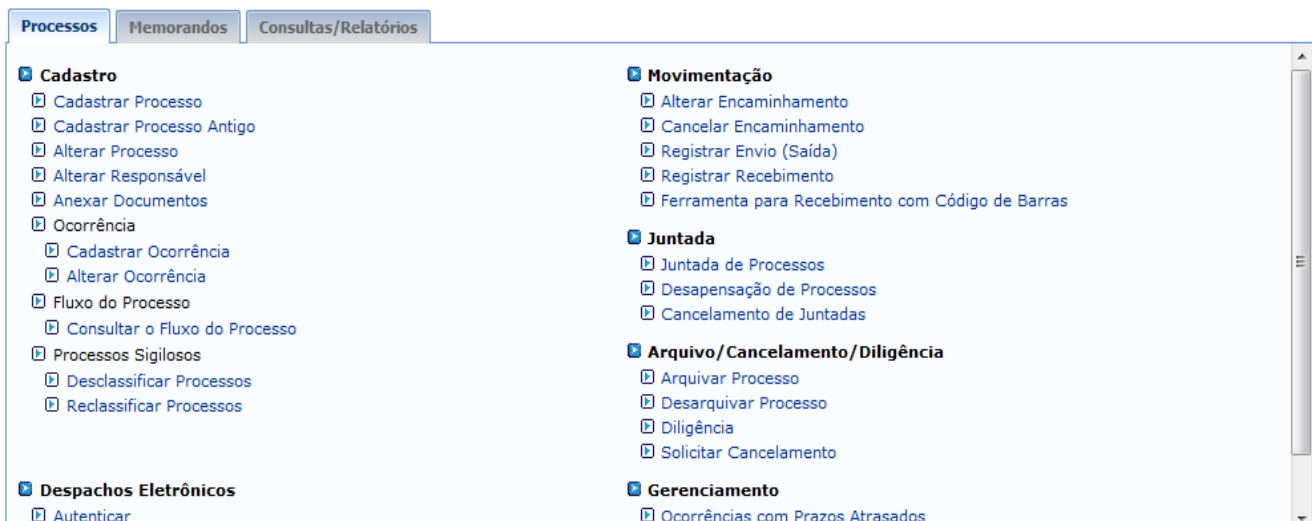 Processos
Memorandos
Consultas/Relatórios
Cadastro
Cadastrar Processo
Cadastrar Processo Antigo
Alterar Processo
Alterar Responsável
Anexar Documentos
Ocorrência
Cadastrar Ocorrência
Alterar Ocorrência
Fluxo do Processo
Consultar o Fluxo do Processo
Processos Sigilosos
Desclassificar Processos
Reclassificar Processos
Despachos Eletrônicos
Autenticar
Movimentação
Alterar Encaminhamento
Cancelar Encaminhamento
Registrar Envio (Saída)
Registrar Recebimento
Ferramenta para Recebimento com Código de Barras
Juntada
Juntada de Processos
Desapensação de Processos
Cancelamento de Juntadas
Arquivo/Cancelamento/Diligência
Arquivar Processo
Desarquivar Processo
Diligência
Solicitar Cancelamento
Gerenciamento
Ocorrências com Prazos Atrasados